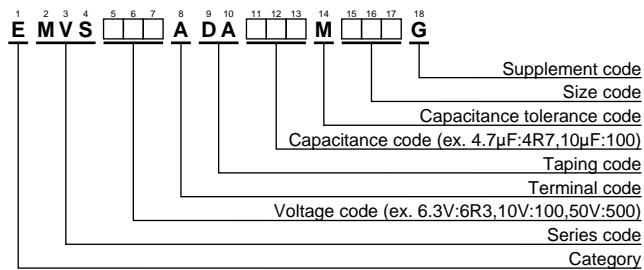 1 2 3 4 5 6 7 8 9 10 11 12 13 14 15 16 17 18
E M V S A D A M G
Supplement code
Size code
Capacitance tolerance code
Capacitance code (ex. 4.7µF:4R7,10µF:100)
Taping code
Terminal code
Voltage code (ex. 6.3V:6R3,10V:100,50V:500)
Series code
Category